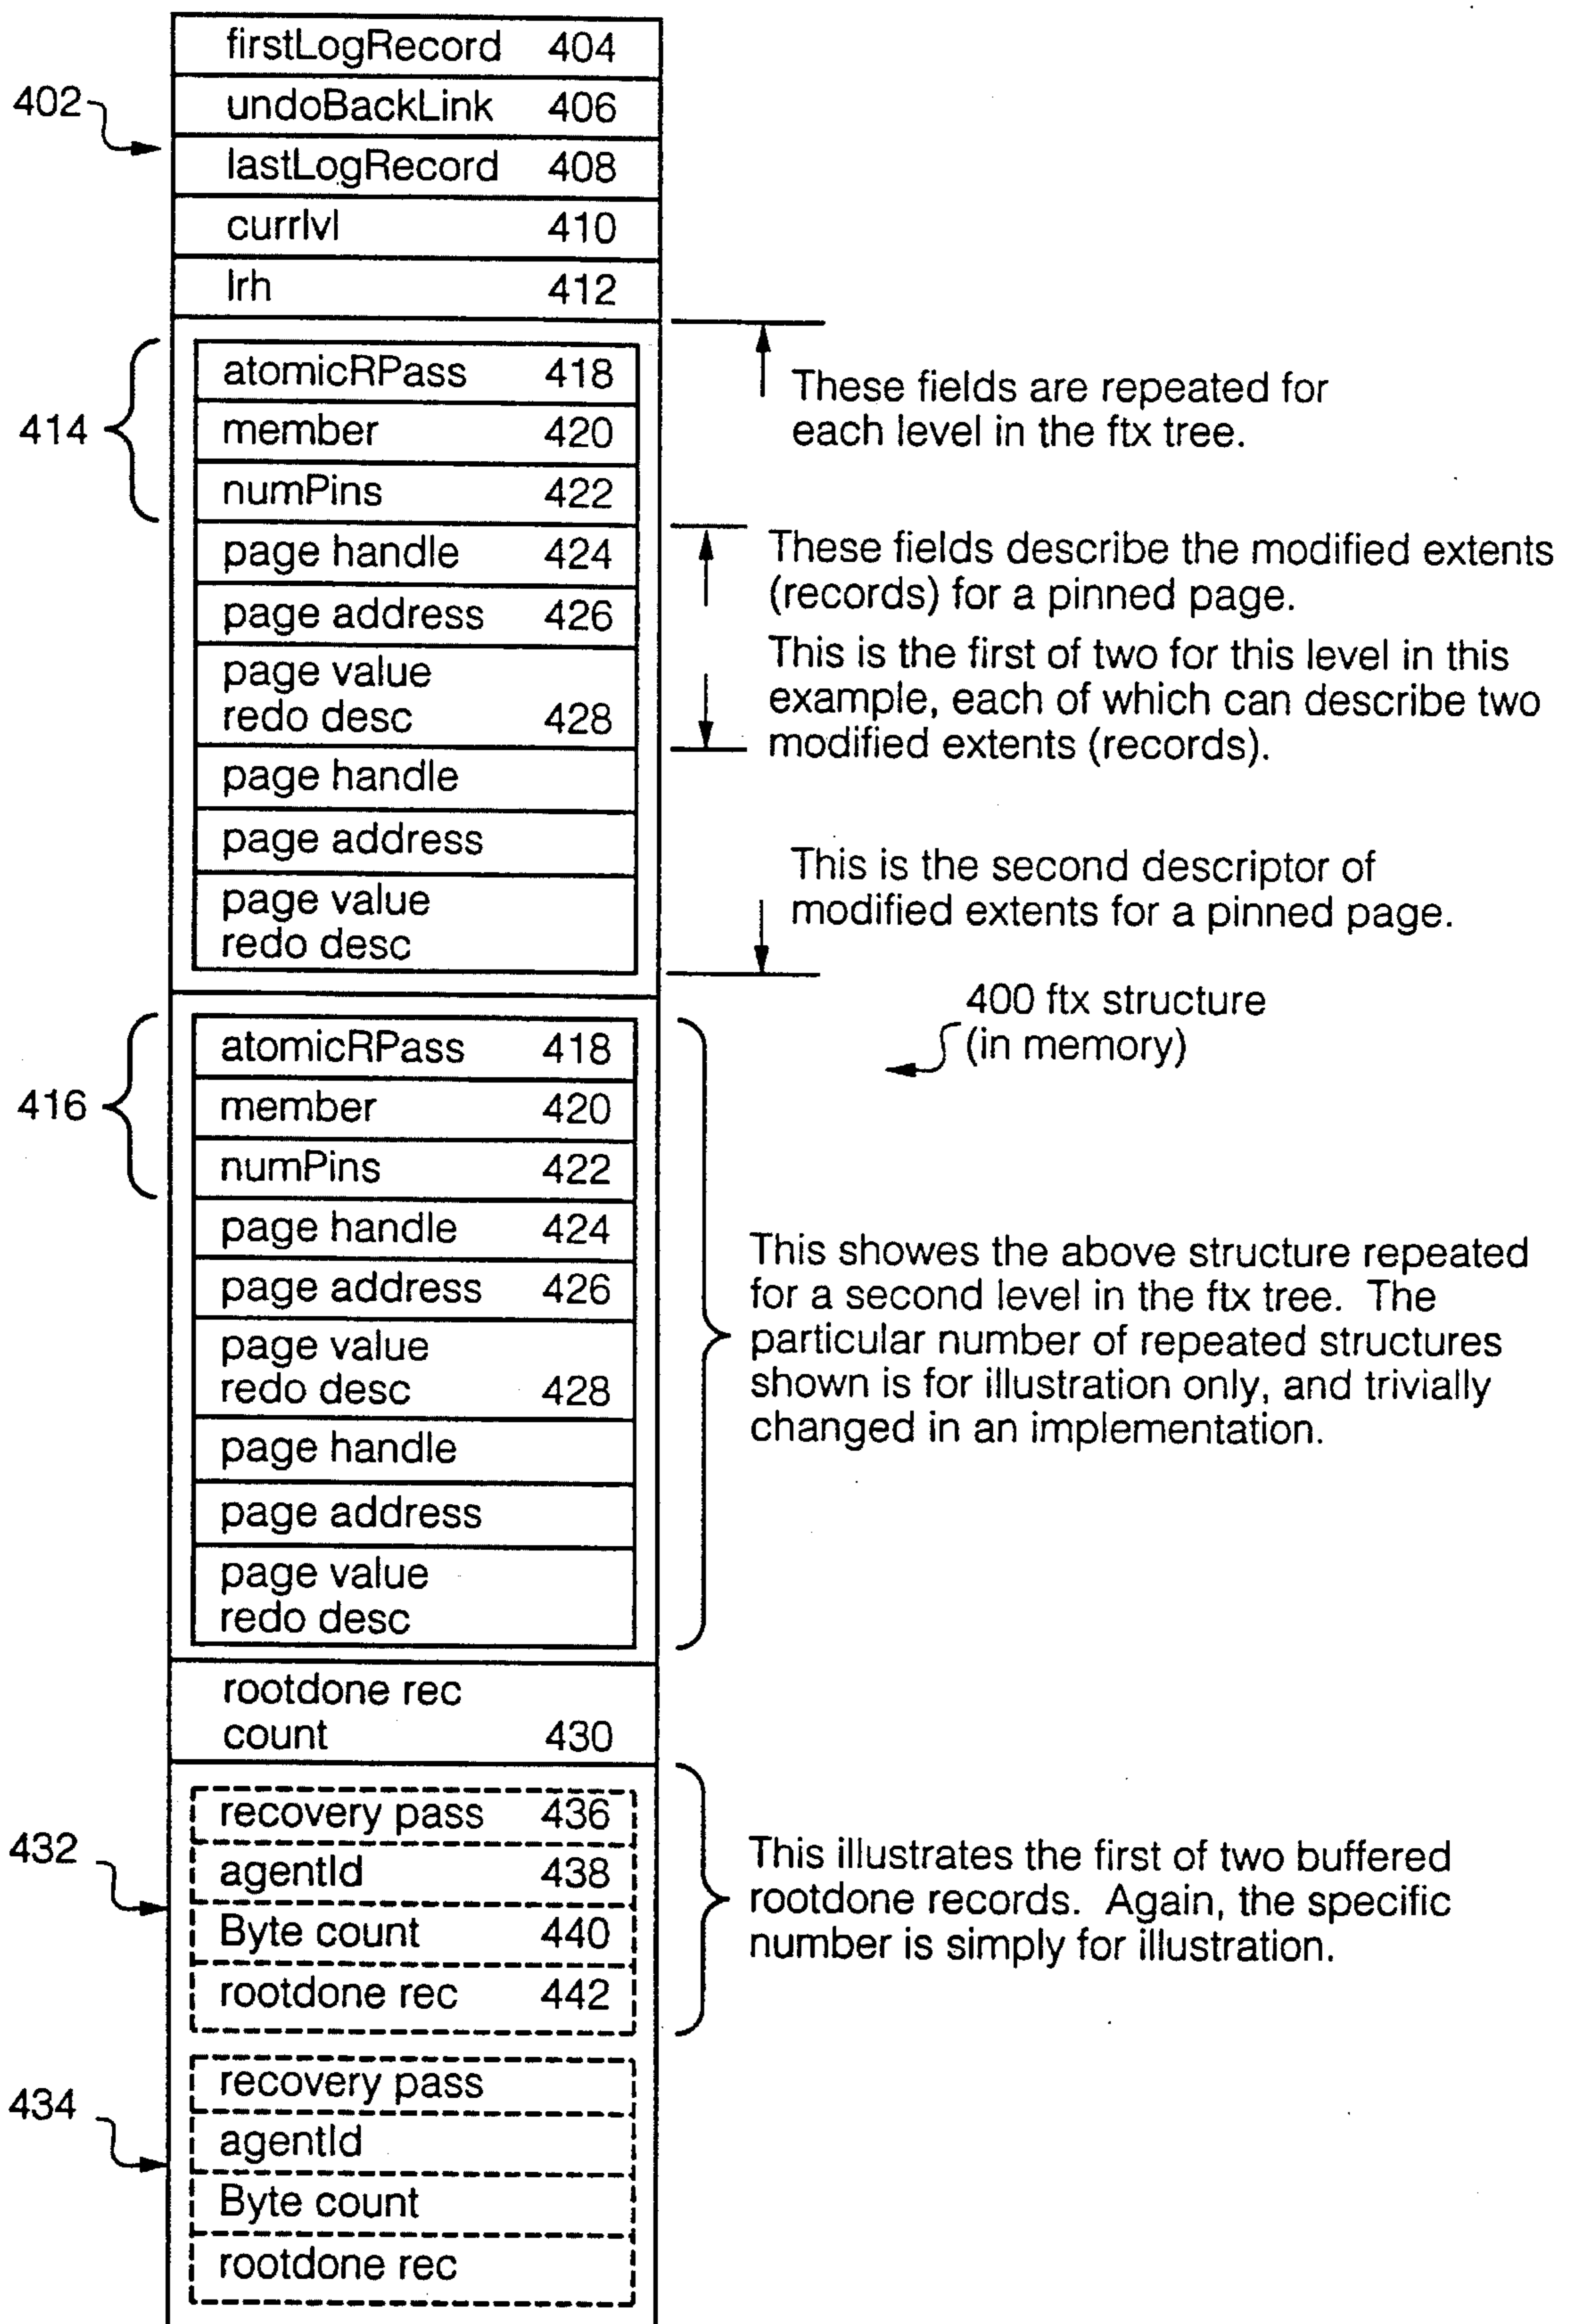 firstLogRecord 404
402
undoBackLink 406
lastLogRecord 408
currlvl 410
lrh 412
414
atomicRPass 418
member 420
numPins 422
page handle 424
page address 426
page value
redo desc 428
page handle
page address
page value
redo desc
These fields are repeated for
each level in the ftx tree.
These fields describe the modified extents
(records) for a pinned page.
This is the first of two for this level in this
example, each of which can describe two
modified extents (records).
This is the second descriptor of
modified extents for a pinned page.
400 ftx structure
(in memory)
416
atomicRPass 418
member 420
numPins 422
page handle 424
page address 426
page value
redo desc 428
page handle
page address
page value
redo desc
This showes the above structure repeated
for a second level in the ftx tree. The
particular number of repeated structures
shown is for illustration only, and trivially
changed in an implementation.
rootdone rec
count 430
432
recovery pass 436
agentId 438
Byte count 440
rootdone rec 442
This illustrates the first of two buffered
rootdone records. Again, the specific
number is simply for illustration.
434
recovery pass
agentId
Byte count
rootdone rec